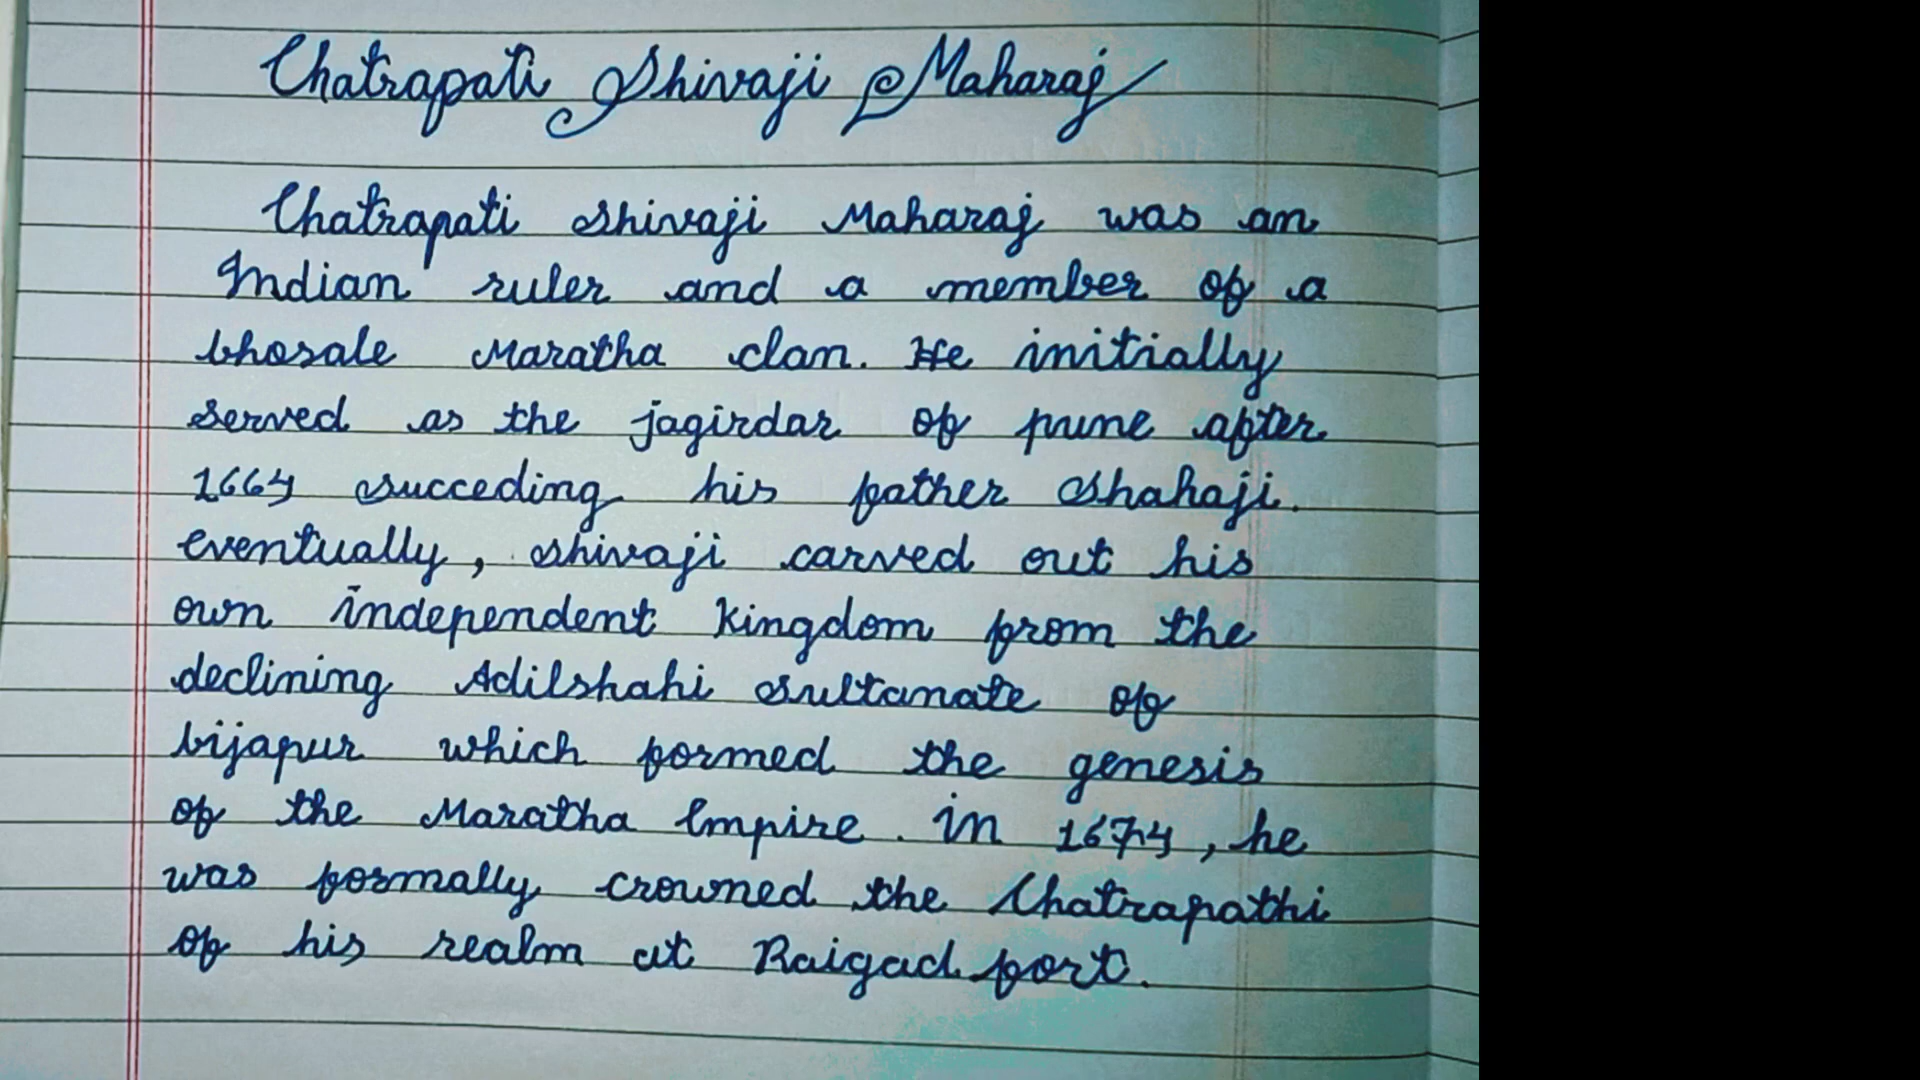 Chatrapati Shivaji Maharaj
Chatrapati Shivaji Maharaj was an
Indian ruler and a member of a
bhosale Maratha clan. He initially
served as the jagirdar of pune after
1664 succeding his father Shahaji.
eventually, Shivaji carved out his
own independent kingdom from the
declining Adilshahi Sultanate of
bijapur which formed the genesis
of the Maratha Empire. in 1674, he
was formally crowned the Chatrapathi
of his realm at Raigad fort.